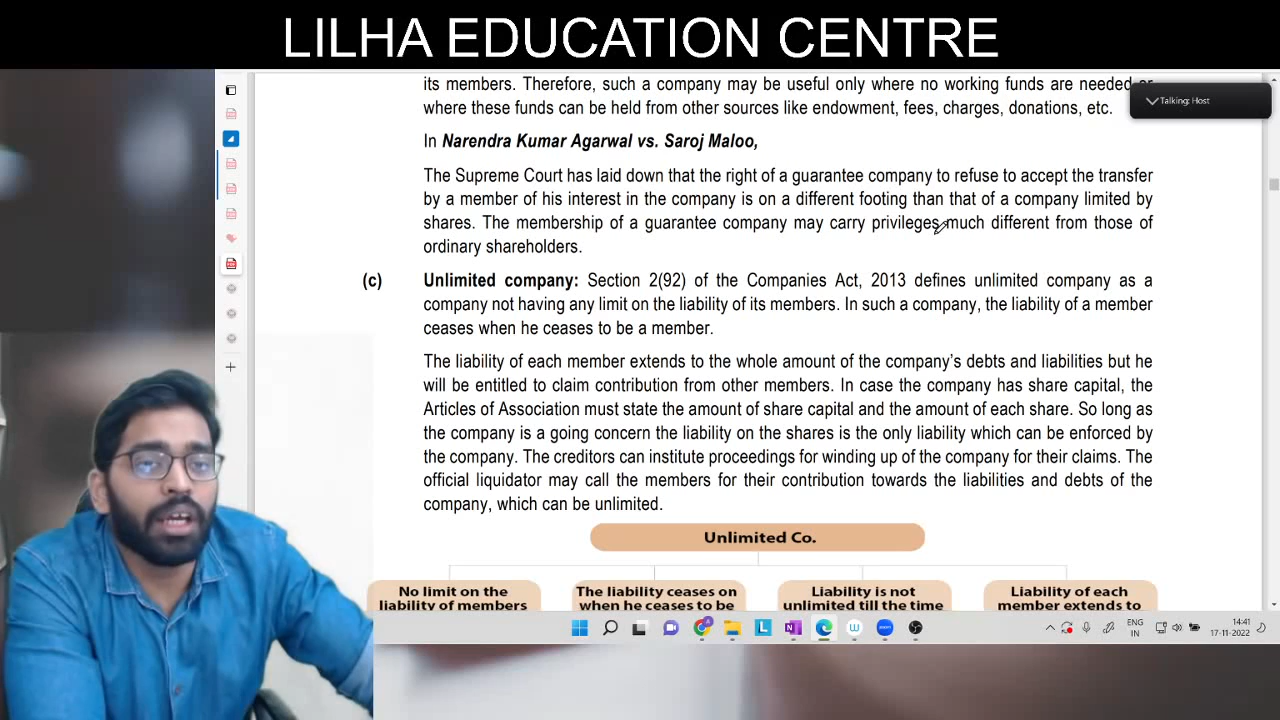 LILHA EDUCATION CENTRE
its members. Therefore, such a company may be useful only where no working funds are needed or
where these funds can be held from other sources like endowment, fees, charges, donations, etc.
Talking: Host
In Narendra Kumar Agarwal vs. Saroj Maloo,
The Supreme Court has laid down that the right of a guarantee company to refuse to accept the transfer
by a member of his interest in the company is on a different footing than that of a company limited by
shares. The membership of a guarantee company may carry privileges much different from those of
ordinary shareholders.
(c) Unlimited company: Section 2(92) of the Companies Act, 2013 defines unlimited company as a
company not having any limit on the liability of its members. In such a company, the liability of a member
ceases when he ceases to be a member.
The liability of each member extends to the whole amount of the company's debts and liabilities but he
will be entitled to claim contribution from other members. In case the company has share capital, the
Articles of Association must state the amount of share capital and the amount of each share. So long as
the company is a going concern the liability on the shares is the only liability which can be enforced by
the company. The creditors can institute proceedings for winding up of the company for their claims. The
official liquidator may call the members for their contribution towards the liabilities and debts of the
company, which can be unlimited.
Unlimited Co.
No limit on the
liability of members
The liability ceases on
when he ceases to be
Liability is not
unlimited till the time
Liability of each
member extends to
ENG
IN
14:41
17-11-2022